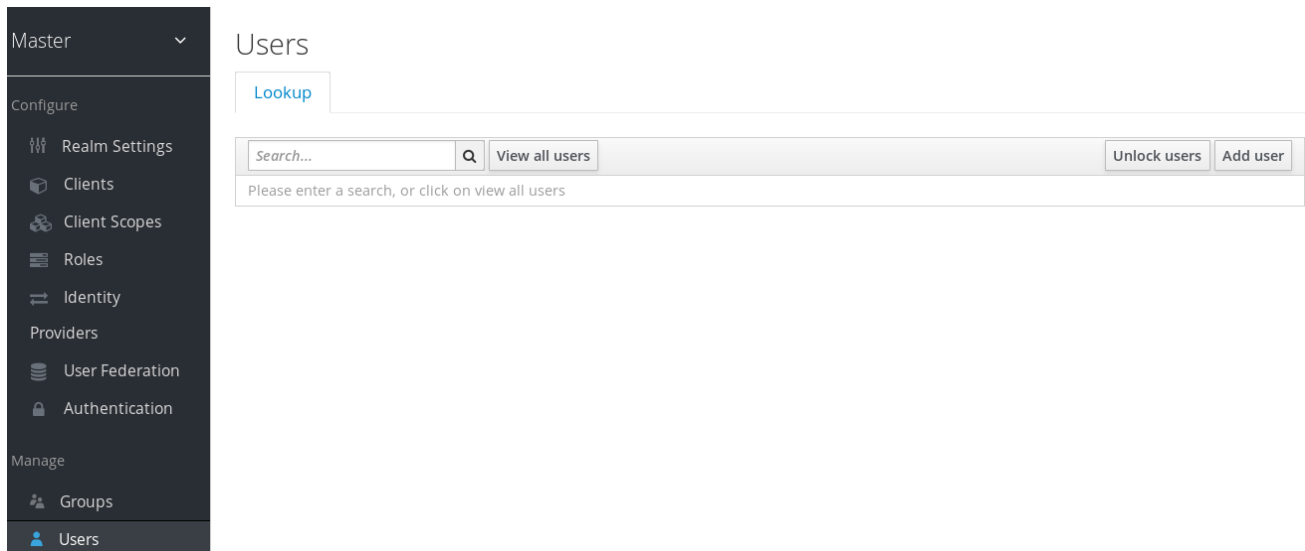 Master
Configure
Realm Settings
Clients
Client Scopes
Roles
Identity
Providers
User Federation
Authentication
Manage
Groups
Users
Users
Lookup
Search...
View all users
Unlock users
Add user
Please enter a search, or click on view all users